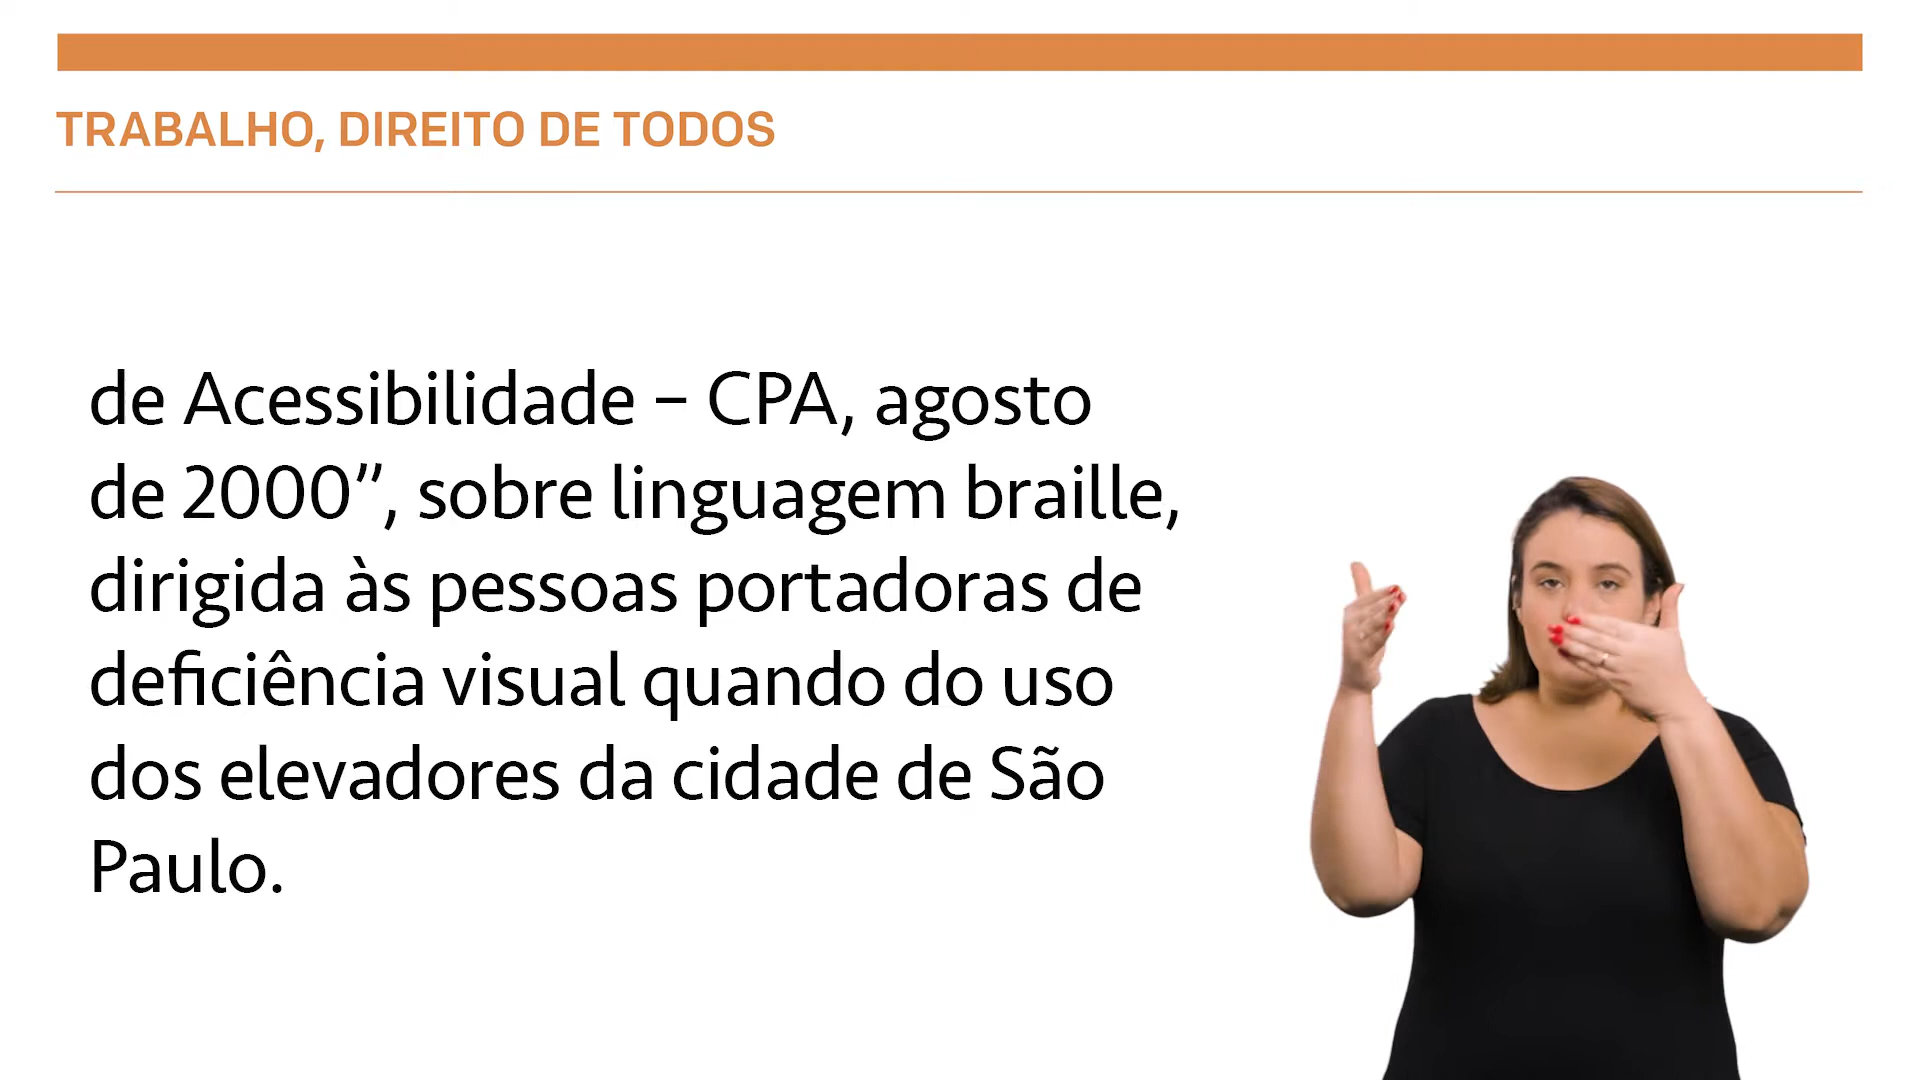 TRABALHO, DIREITO DE TODOS
de Acessibilidade – CPA, agosto
de 2000”, sobre linguagem braille,
dirigida às pessoas portadoras de
deficiência visual quando do uso
dos elevadores da cidade de São
Paulo.